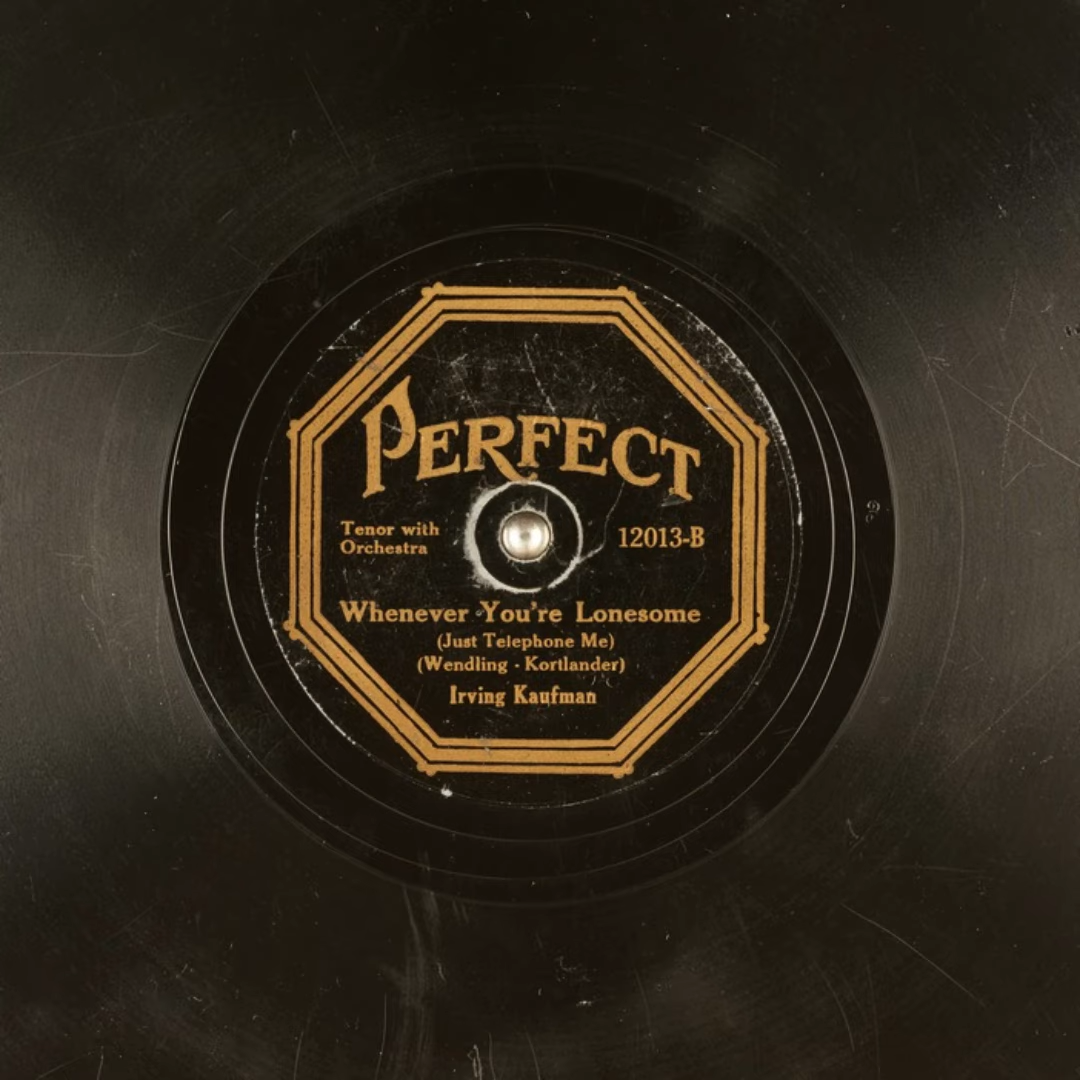 PERFECT
Tenor with
Orchestra
12013-B
Whenever You're Lonesome
(Just Telephone Me)
(Wendling - Kortlander)
Irving Kaufman